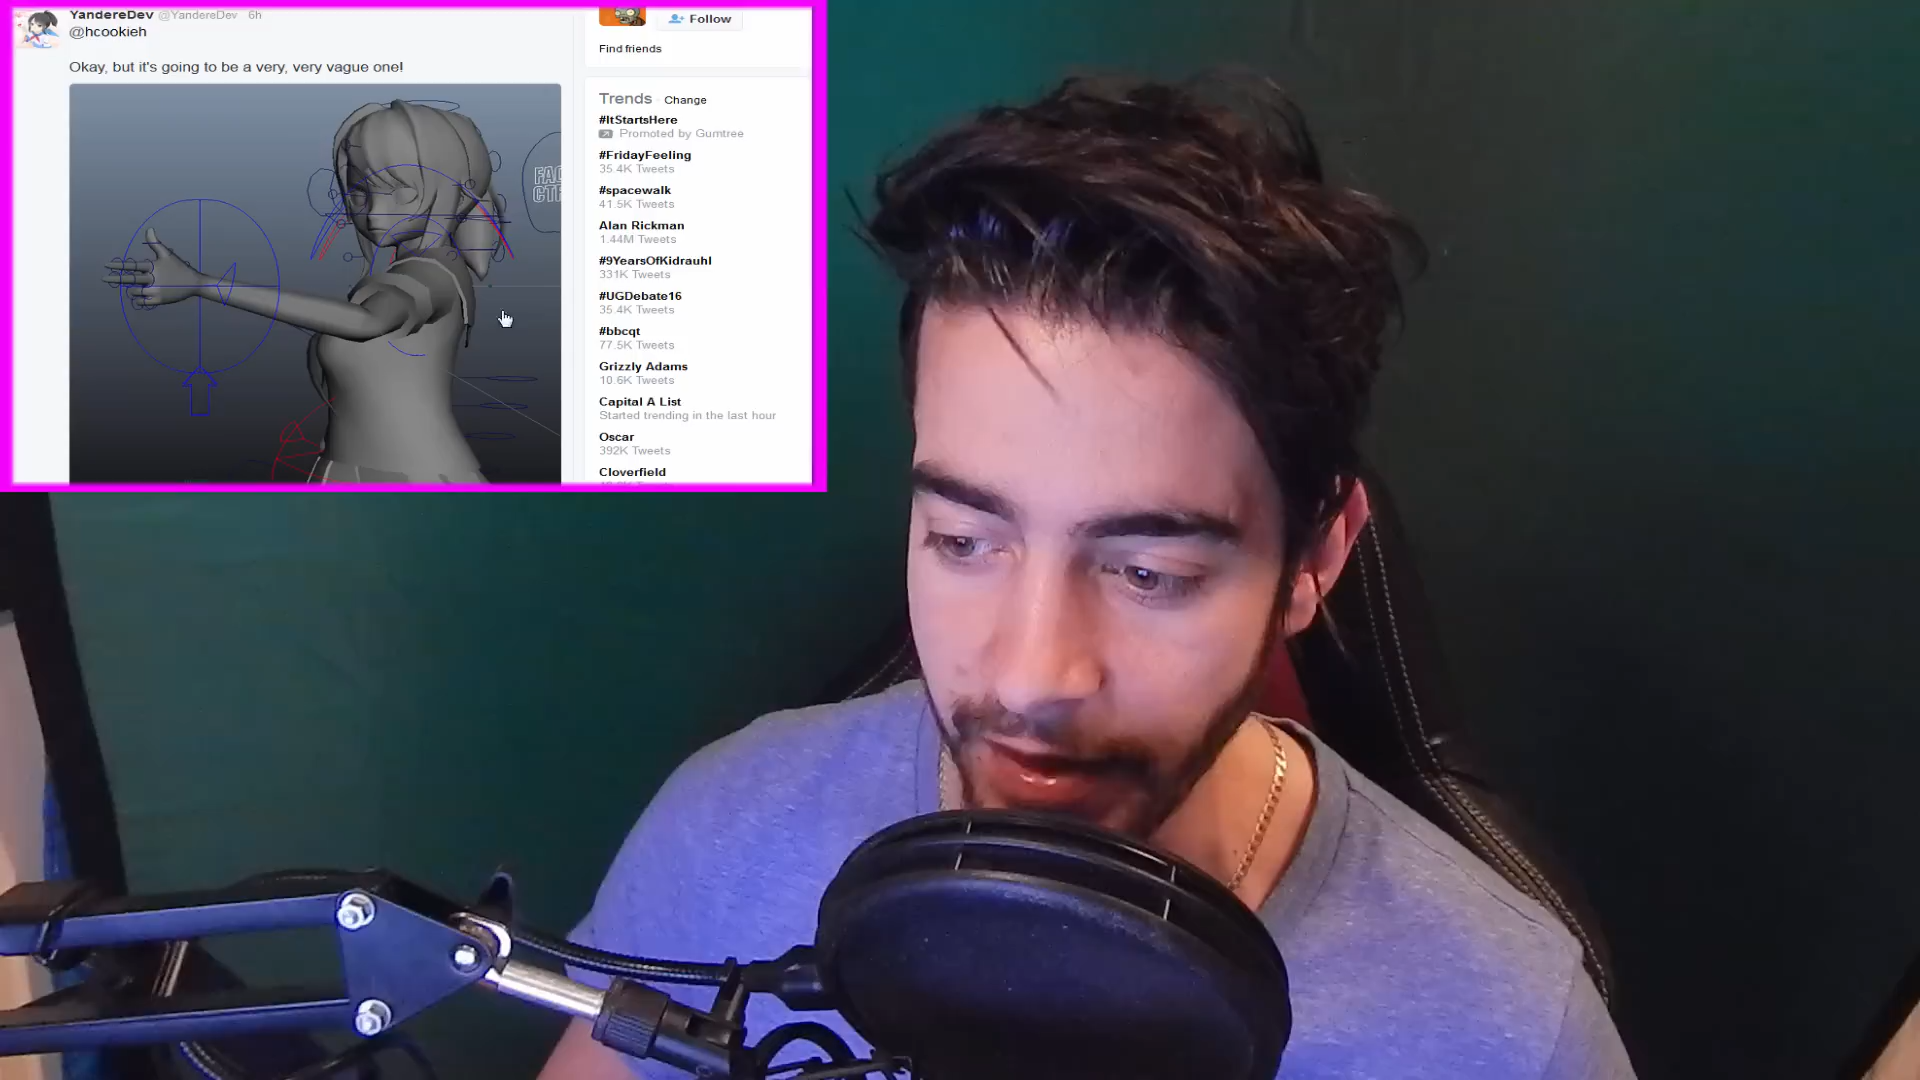 YandereDev @YandereDev 6h
@hcookieh
Okay, but it's going to be a very, very vague one!
Follow
Find friends
Trends · Change
#ItStartsHere
Promoted by Gumtree
#FridayFeeling
35.4K Tweets
#spacewalk
41.5K Tweets
Alan Rickman
1.44M Tweets
#9YearsOfKidrauhl
331K Tweets
#UGDebate16
35.4K Tweets
#bbcqt
77.5K Tweets
Grizzly Adams
10.6K Tweets
Capital A List
Started trending in the last hour
Oscar
392K Tweets
Cloverfield